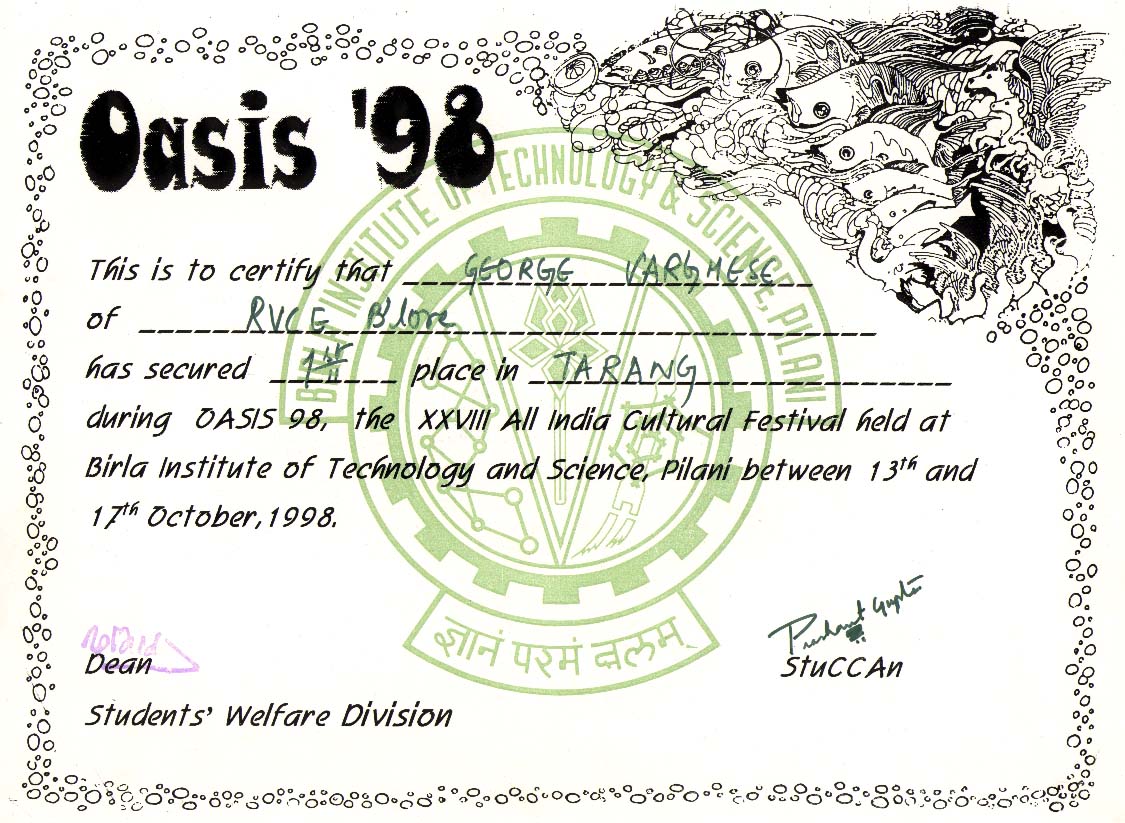 Oasis '98
BIRLA INSTITUTE OF TECHNOLOGY & SCIENCE, PILANI
This is to certify that GEORGE VARGHESE
of RVCE B'lore
has secured 1st place in TARANG
during OASIS 98, the XXVIII All India Cultural Festival held at
Birla Institute of Technology and Science, Pilani between 13th and
17th October, 1998.
Prashant Gupta
Dean StuCCAn
ज्ञानं परमं बलम्
Students' Welfare Division